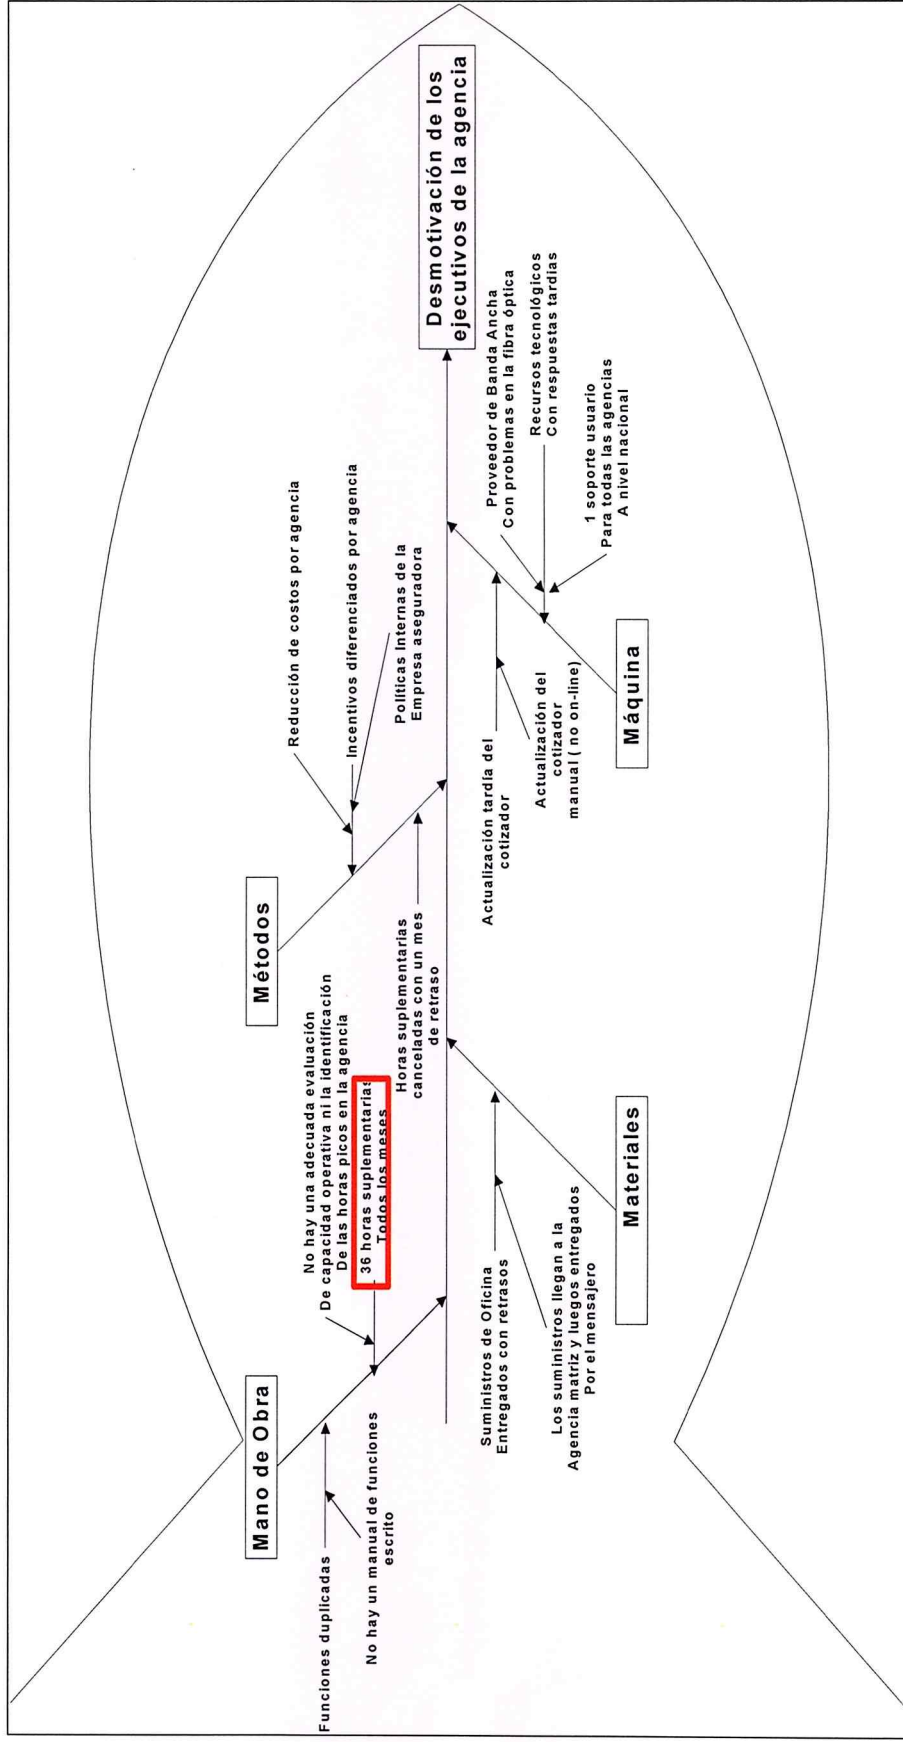 Mano de Obra
Funciones duplicadas
No hay un manual de funciones
escrito
No hay una adecuada evaluación
De capacidad operativa ni la identificación
De las horas picos en la agencia
36 horas suplementarias
Todos los meses
Métodos
Reducción de costos por agencia
Incentivos diferenciados por agencia
Políticas Internas de la
Empresa aseguradora
Horas suplementarias
canceladas con un mes
de retraso
Desmotivación de los
ejecutivos de la agencia
Materiales
Suministros de Oficina
Entregados con retrasos
Los suministros llegan a la
Agencia matriz y luegos entregados
Por el mensajero
Máquina
Actualización tardía del
cotizador
Actualización del
cotizador
manual ( no on-line)
Proveedor de Banda Ancha
Con problemas en la fibra óptica
Recursos tecnológicos
Con respuestas tardías
1 soporte usuario
Para todas las agencias
A nivel nacional